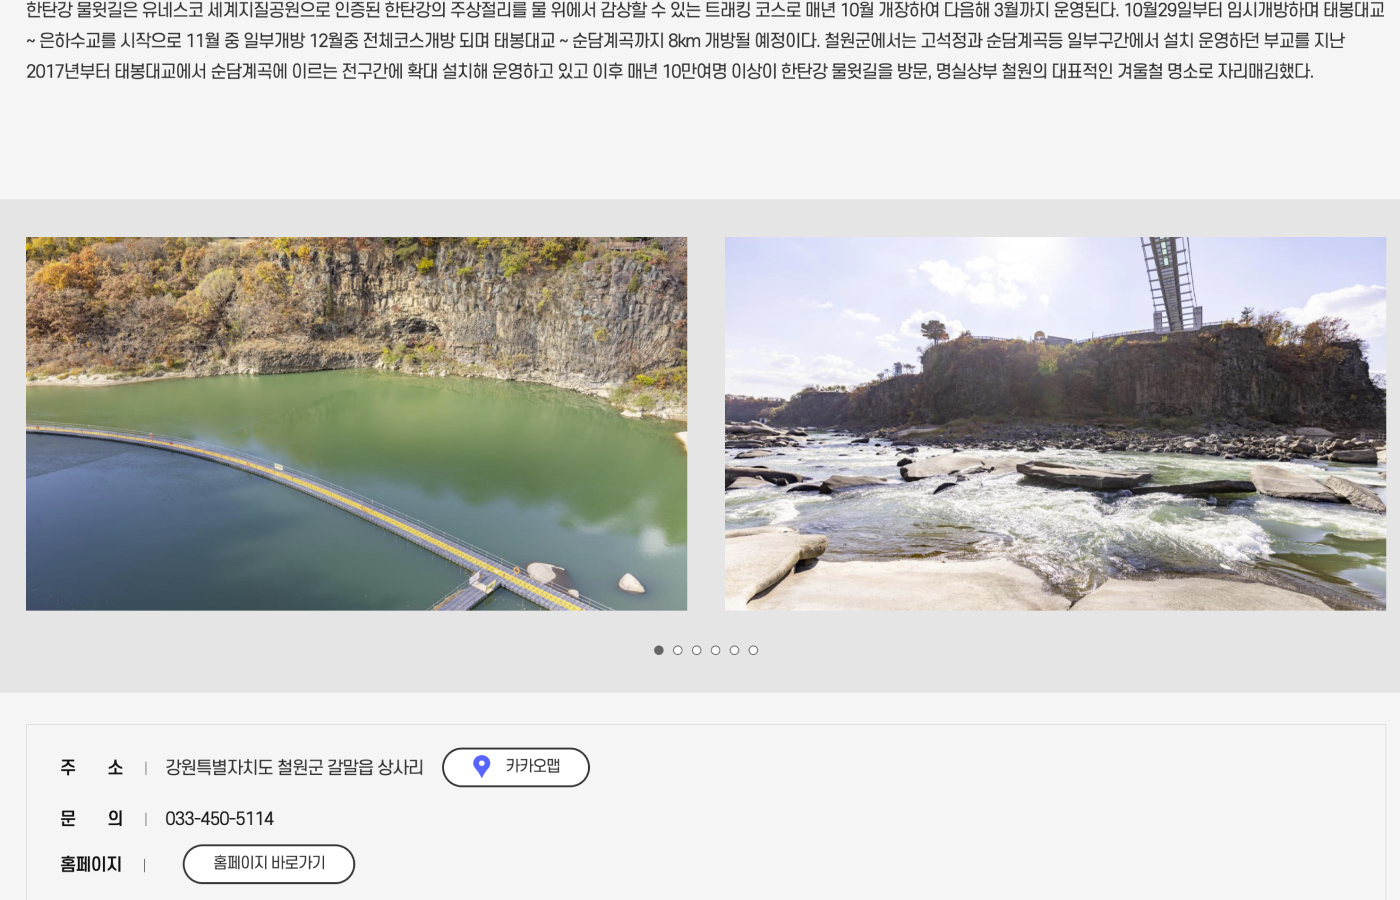 한탄강 물윗길은 유네스코 세계지질공원으로 인증된 한탄강의 주상절리를 물 위에서 감상할 수 있는 트래킹 코스로 매년 10월 개장하여 다음해 3월까지 운영된다. 10월29일부터 임시개방하며 태봉대교
~ 은하수교를 시작으로 11월 중 일부개방 12월중 전체코스개방 되며 태봉대교 ~ 순담계곡까지 8km 개방될 예정이다. 철원군에서는 고석정과 순담계곡등 일부구간에서 설치 운영하던 부교를 지난
2017년부터 태봉대교에서 순담계곡에 이르는 전구간에 확대 설치해 운영하고 있고 이후 매년 10만여명 이상이 한탄강 물윗길을 방문, 명실상부 철원의 대표적인 겨울철 명소로 자리매김했다.
주 소 | 강원특별자치도 철원군 갈말읍 상사리 카카오맵
문 의 | 033-450-5114
홈페이지 | 홈페이지 바로가기